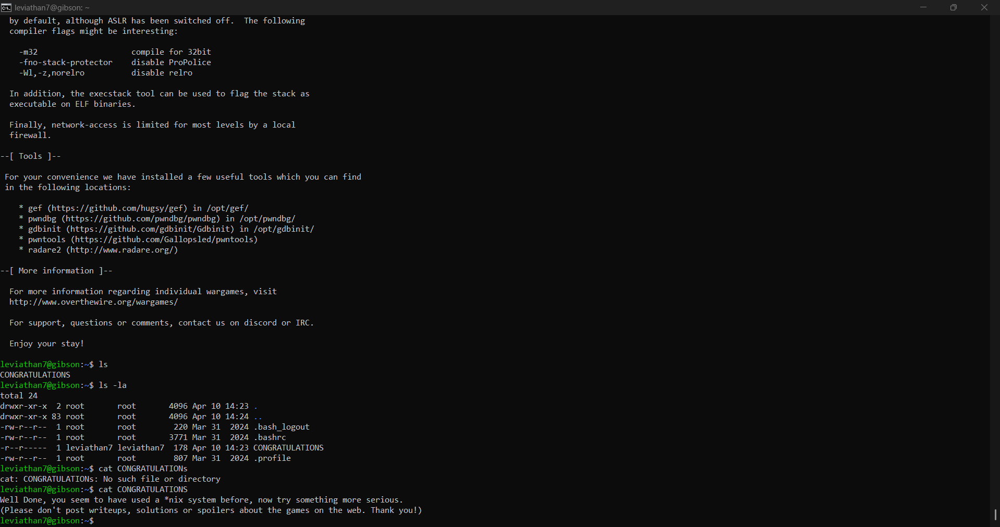 leviathan7@gibson: ~
by default, although ASLR has been switched off.  The following
compiler flags might be interesting:
-m32                    compile for 32bit
-fno-stack-protector    disable ProPolice
-Wl,-z,norelro          disable relro
In addition, the execstack tool can be used to flag the stack as
executable on ELF binaries.
Finally, network-access is limited for most levels by a local
firewall.
--[ Tools ]--
For your convenience we have installed a few useful tools which you can find
in the following locations:
* gef (https://github.com/hugsy/gef) in /opt/gef/
* pwndbg (https://github.com/pwndbg/pwndbg) in /opt/pwndbg/
* gdbinit (https://github.com/gdbinit/Gdbinit) in /opt/gdbinit/
* pwntools (https://github.com/Gallopsled/pwntools)
* radare2 (http://www.radare.org/)
--[ More information ]--
For more information regarding individual wargames, visit
http://www.overthewire.org/wargames/
For support, questions or comments, contact us on discord or IRC.
Enjoy your stay!
leviathan7@gibson:~$ ls
CONGRATULATIONS
leviathan7@gibson:~$ ls -la
total 24
drwxr-xr-x  2 root       root       4096 Apr 10 14:23 .
drwxr-xr-x 83 root       root       4096 Apr 10 14:24 ..
-rw-r--r--  1 root       root        220 Mar 31  2024 .bash_logout
-rw-r--r--  1 root       root       3771 Mar 31  2024 .bashrc
-r--r-----  1 leviathan7 leviathan7  178 Apr 10 14:23 CONGRATULATIONS
-rw-r--r--  1 root       root        807 Mar 31  2024 .profile
leviathan7@gibson:~$ cat CONGRATULATIONs
cat: CONGRATULATIONs: No such file or directory
leviathan7@gibson:~$ cat CONGRATULATIONS
Well Done, you seem to have used a *nix system before, now try something more serious.
(Please don't post writeups, solutions or spoilers about the games on the web. Thank you!)
leviathan7@gibson:~$